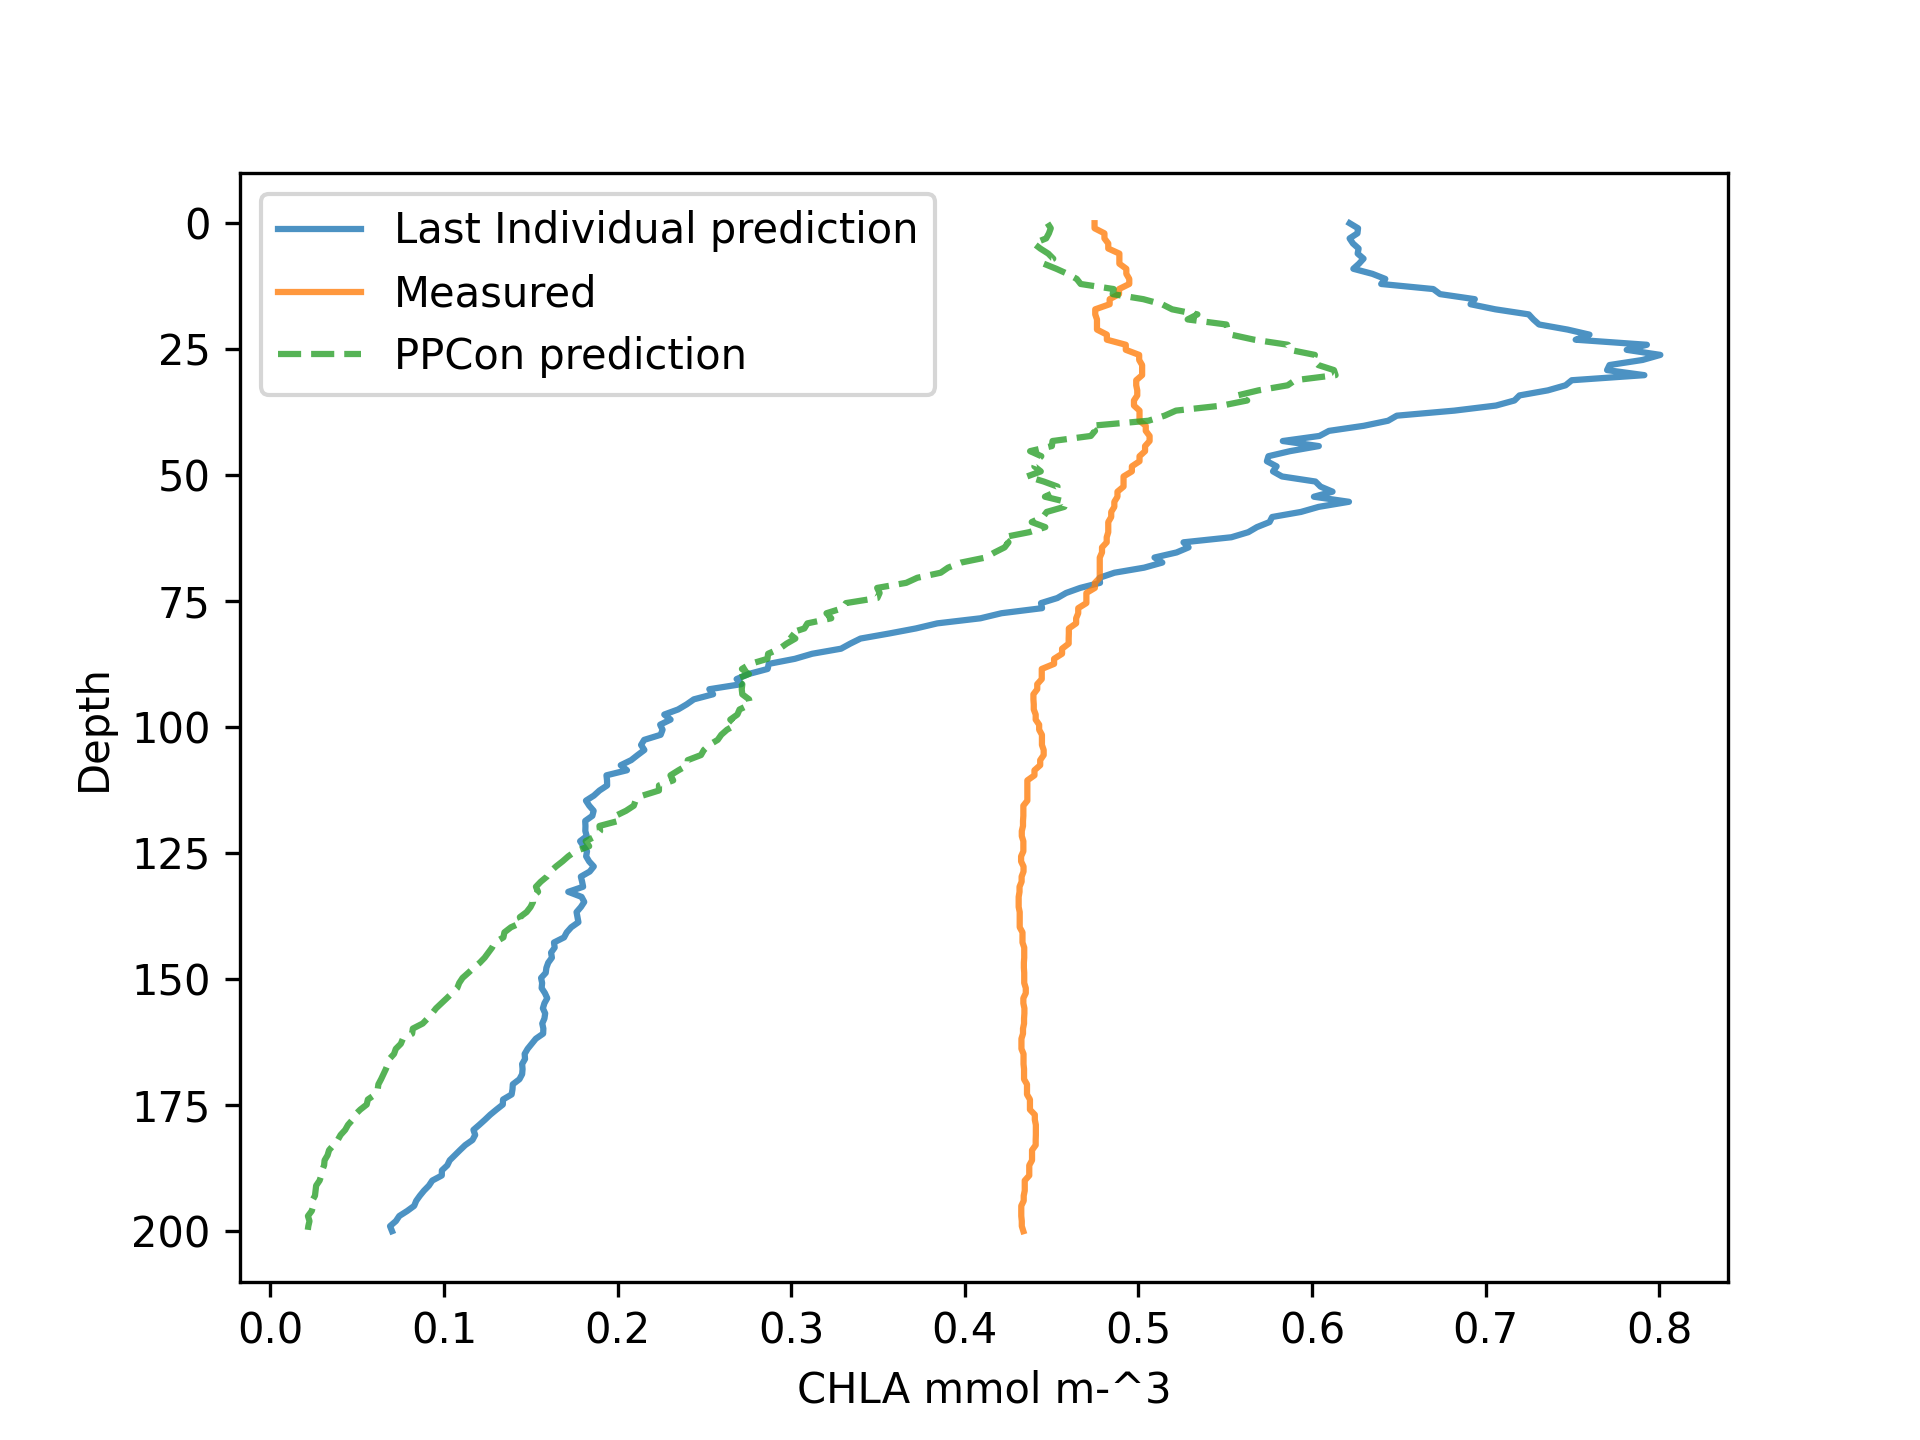 Last Individual prediction
Measured
PPCon prediction
0
25
50
75
100
125
150
175
200
Depth
0.0 0.1 0.2 0.3 0.4 0.5 0.6 0.7 0.8
CHLA mmol m-^3